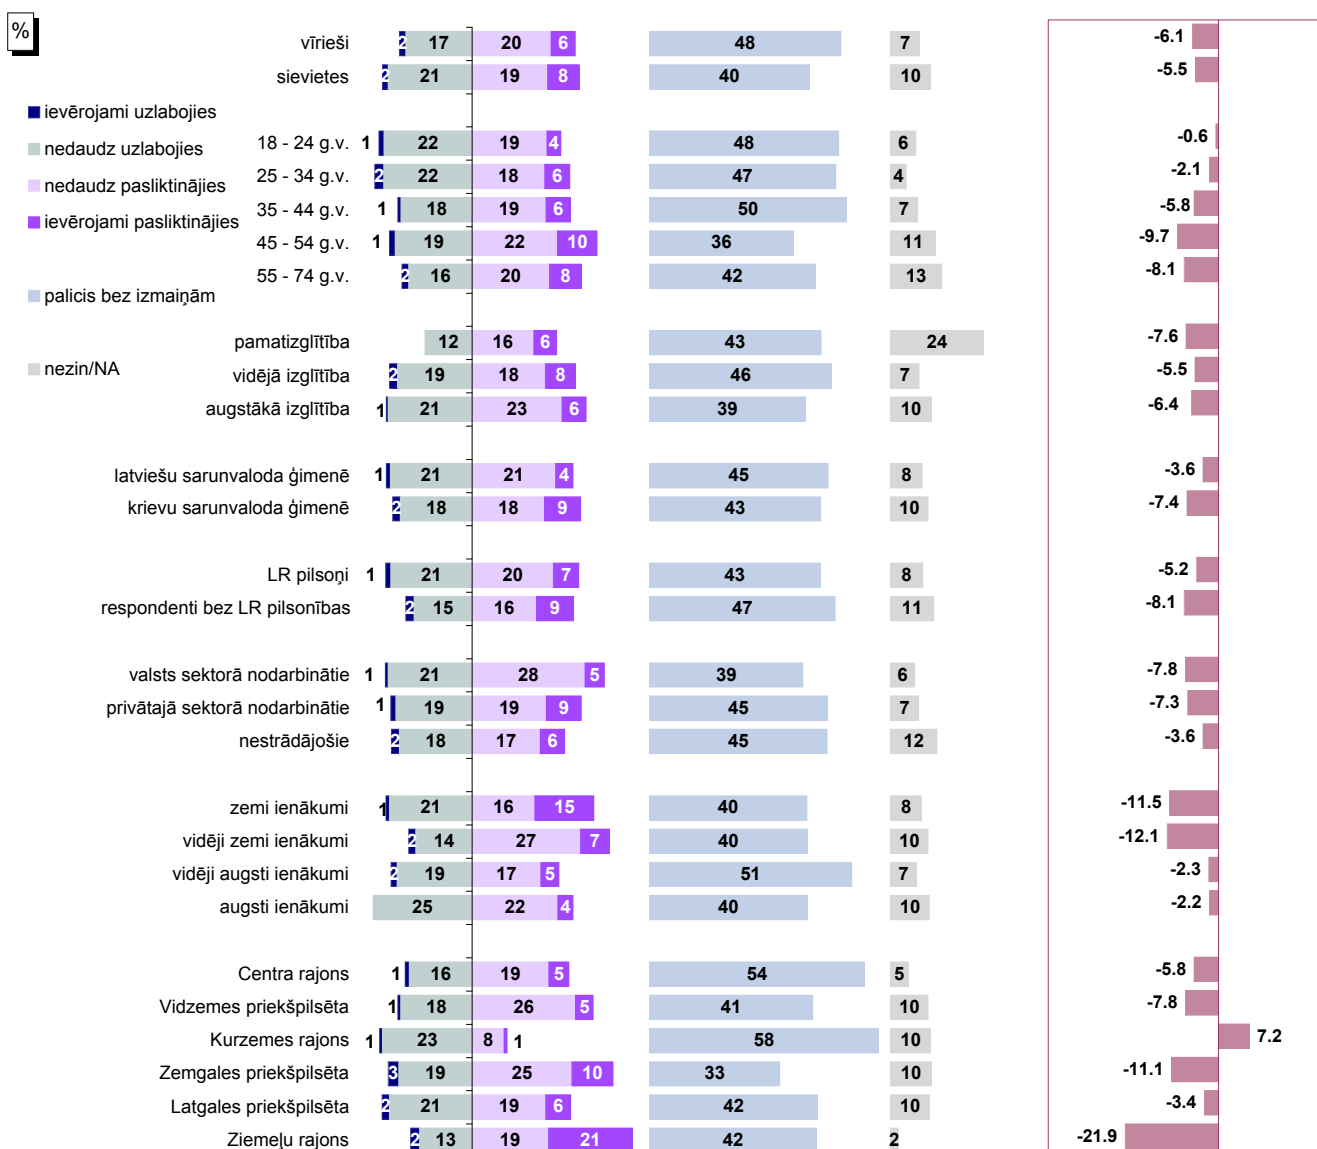 %
vīrieši 2 17 20 6 48 7 -6.1
sievietes 2 21 19 8 40 10 -5.5
ievērojami uzlabojies
nedaudz uzlabojies
nedaudz pasliktinājies
ievērojami pasliktinājies
palicis bez izmaiņām
nezin/NA
18 - 24 g.v. 1 22 19 4 48 6 -0.6
25 - 34 g.v. 2 22 18 6 47 4 -2.1
35 - 44 g.v. 1 18 19 6 50 7 -5.8
45 - 54 g.v. 1 19 22 10 36 11 -9.7
55 - 74 g.v. 2 16 20 8 42 13 -8.1
pamatizglītība 12 16 6 43 24 -7.6
vidējā izglītība 2 19 18 8 46 7 -5.5
augstākā izglītība 1 21 23 6 39 10 -6.4
latviešu sarunvaloda ģimenē 1 21 21 4 45 8 -3.6
krievu sarunvaloda ģimenē 2 18 18 9 43 10 -7.4
LR pilsoņi 1 21 20 7 43 8 -5.2
respondenti bez LR pilsonības 2 15 16 9 47 11 -8.1
valsts sektorā nodarbinātie 1 21 28 5 39 6 -7.8
privātajā sektorā nodarbinātie 1 19 19 9 45 7 -7.3
nestrādājošie 2 18 17 6 45 12 -3.6
zemi ienākumi 1 21 16 15 40 8 -11.5
vidēji zemi ienākumi 2 14 27 7 40 10 -12.1
vidēji augsti ienākumi 2 19 17 5 51 7 -2.3
augsti ienākumi 25 22 4 40 10 -2.2
Centra rajons 1 16 19 5 54 5 -5.8
Vidzemes priekšpilsēta 1 18 26 5 41 10 -7.8
Kurzemes rajons 1 23 8 1 58 10 7.2
Zemgales priekšpilsēta 3 19 25 10 33 10 -11.1
Latgales priekšpilsēta 2 21 19 6 42 10 -3.4
Ziemeļu rajons 2 13 19 21 42 2 -21.9